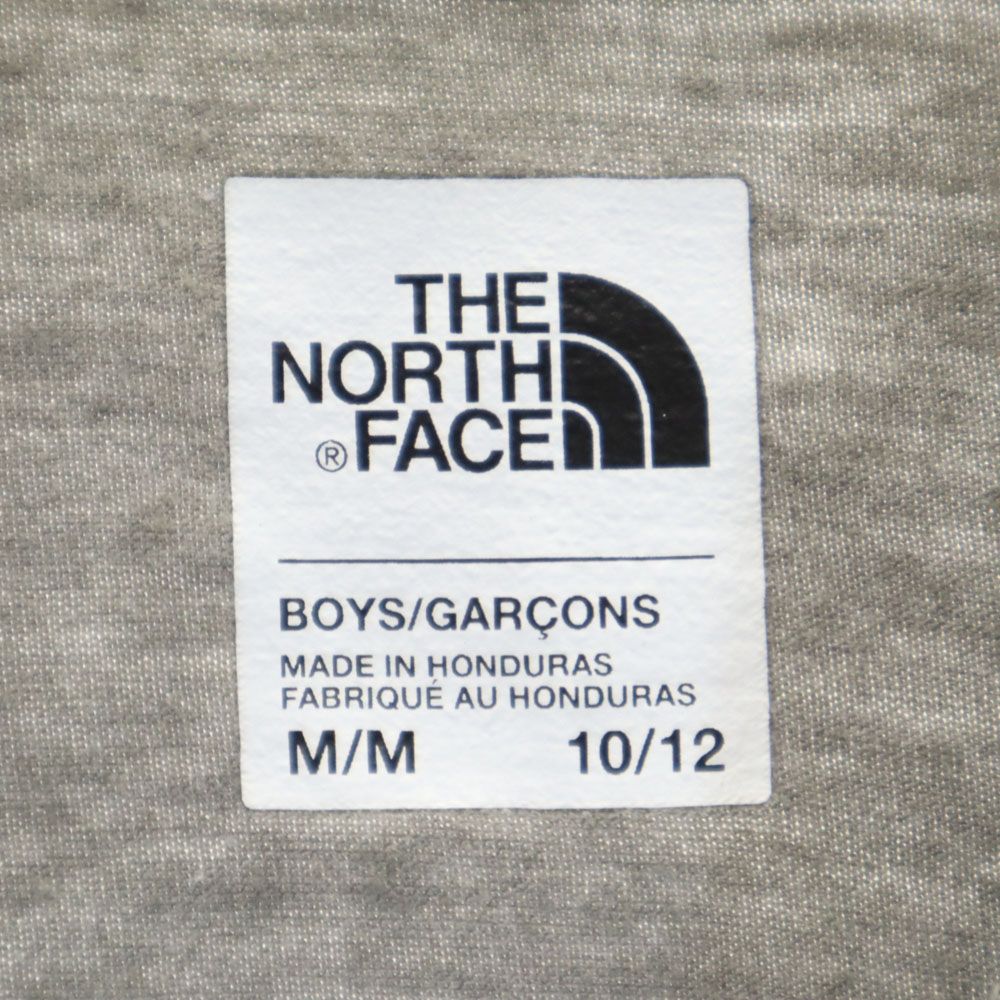 THE
NORTH
®FACE
BOYS/GARÇONS
MADE IN HONDURAS
FABRIQUÉ AU HONDURAS
M/M 10/12